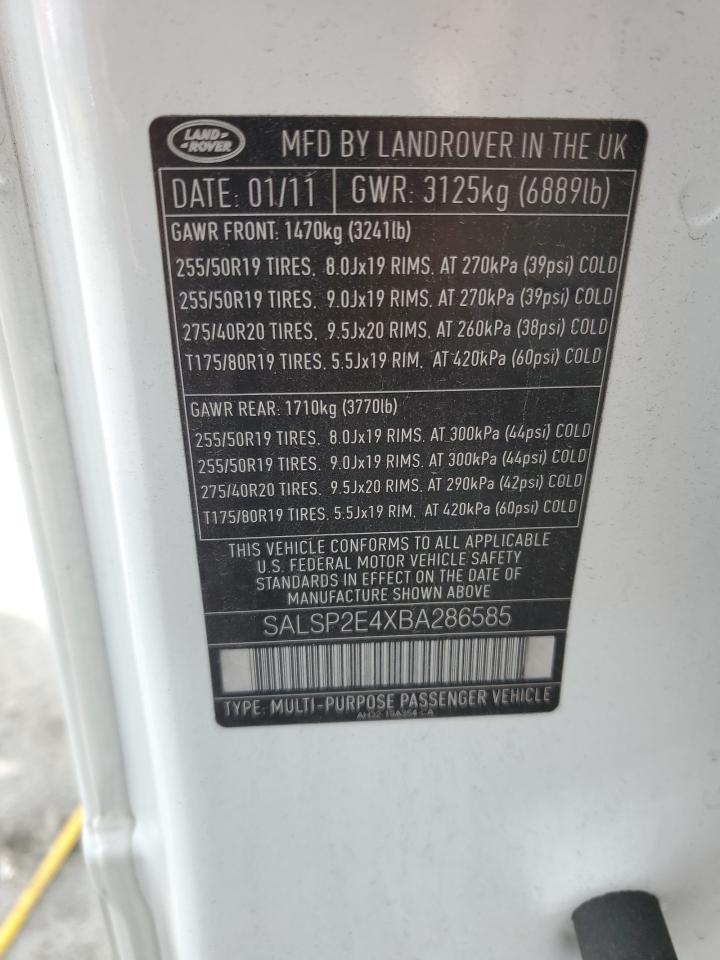 LAND-
-ROVER
MFD BY LANDROVER IN THE UK
DATE: 01/11 GWR: 3125kg (6889lb)
GAWR FRONT: 1470kg (3241lb)
255/50R19 TIRES, 8.0Jx19 RIMS, AT 270kPa (39psi) COLD
255/50R19 TIRES, 9.0Jx19 RIMS, AT 270kPa (39psi) COLD
275/40R20 TIRES, 9.5Jx20 RIMS, AT 260kPa (38psi) COLD
T175/80R19 TIRES, 5.5Jx19 RIM, AT 420kPa (60psi) COLD
GAWR REAR: 1710kg (3770lb)
255/50R19 TIRES, 8.0Jx19 RIMS, AT 300kPa (44psi) COLD
255/50R19 TIRES, 9.0Jx19 RIMS, AT 300kPa (44psi) COLD
275/40R20 TIRES, 9.5Jx20 RIMS, AT 290kPa (42psi) COLD
T175/80R19 TIRES, 5.5Jx19 RIM, AT 420kPa (60psi) COLD
THIS VEHICLE CONFORMS TO ALL APPLICABLE
U.S. FEDERAL MOTOR VEHICLE SAFETY
STANDARDS IN EFFECT ON THE DATE OF
MANUFACTURE SHOWN ABOVE
SALSP2E4XBA286585
TYPE: MULTI-PURPOSE PASSENGER VEHICLE